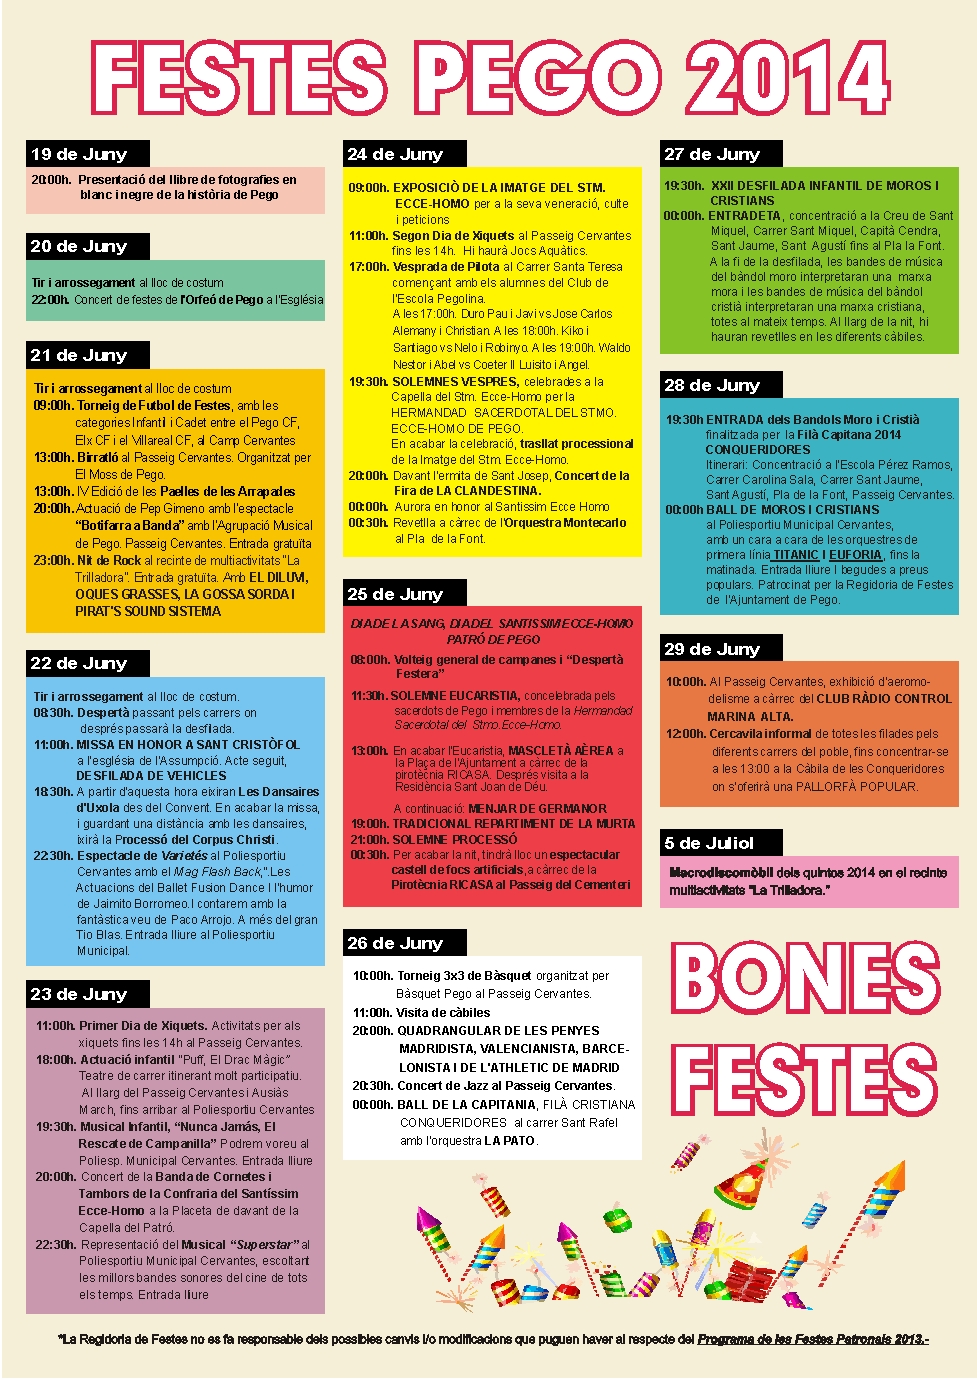 FESTES PEGO 2014
19 de Juny
20:00h. Presentació del llibre de fotografies en
blanc i negre de la història de Pego
20 de Juny
Tir i arrossegament al lloc de costum
22:00h. Concert de festes de l'Orfeó de Pego a l'Església
21 de Juny
Tir i arrossegament al lloc de costum
09:00h. Torneig de Futbol de Festes, amb les
categories Infantil i Cadet entre el Pego CF,
Elx CF i el Villareal CF, al Camp Cervantes
13:00h. Birratló al Passeig Cervantes. Organitzat per
El Moss de Pego.
13:00h. IV Edició de les Paelles de les Arrapades
20:00h. Actuació de Pep Gimeno amb l'espectacle
“Botifarra a Banda” amb l'Agrupació Musical
de Pego. Passeig Cervantes. Entrada gratuïta
23:00h. Nit de Rock al recinte de multiactivitats “La
Trilladora”. Entrada gratuïta. Amb EL DILUVI,
OQUES GRASSES, LA GOSSA SORDA I
PIRAT'S SOUND SISTEMA
22 de Juny
Tir i arrossegament al lloc de costum.
08:30h. Despertà passant pels carrers on
després passarà la desfilada.
11:00h. MISSA EN HONOR A SANT CRISTÒFOL
a l'església de l'Assumpció. Acte seguit,
DESFILADA DE VEHICLES
18:30h. A partir d'aquesta hora eixiran Les Dansaires
d'Uxola des del Convent. En acabar la missa,
i guardant una distància amb les dansaires,
ixirà la Processó del Corpus Christi.
22:30h. Espectacle de Varietés al Poliesportiu
Cervantes amb el Mag Flash Back,”.Les
Actuacions del Ballet Fusion Dance I l'humor
de Jaimito Borromeo.I contarem amb la
fantàstica veu de Paco Arrojo. A més del gran
Tio Blas. Entrada lliure al Poliesportiu
Municipal.
23 de Juny
11:00h. Primer Dia de Xiquets. Activitats per als
xiquets fins les 14h al Passeig Cervantes.
18:00h. Actuació infantil “Puff, El Drac Màgic”
Teatre de carrer itinerant molt participatiu.
Al llarg del Passeig Cervantes i Ausiàs
March, fins arribar al Poliesportiu Cervantes
19:30h. Musical Infantil, “Nunca Jamás, El
Rescate de Campanilla” Podrem voreu al
Poliesp. Municipal Cervantes. Entrada lliure
20:00h. Concert de la Banda de Cornetes i
Tambors de la Confraria del Santíssim
Ecce-Homo a la Placeta de davant de la
Capella del Patró.
22:30h. Representació del Musical “Superstar” al
Poliesportiu Municipal Cervantes, escoltant
les millors bandes sonores del cine de tots
els temps. Entrada lliure
24 de Juny
09:00h. EXPOSICIÒ DE LA IMATGE DEL STM.
ECCE-HOMO per a la seva veneració, culte
i peticions
11:00h. Segon Dia de Xiquets al Passeig Cervantes
fins les 14h. Hi haurà Jocs Aquàtics.
17:00h. Vesprada de Pilota al Carrer Santa Teresa
començant amb els alumnes del Club de
l'Escola Pegolina.
A les 17:00h. Duro Pau i Javi vs Jose Carlos
Alemany i Christian. A les 18:00h. Kiko i
Santiago vs Nelo i Robinyo. A les 19:00h. Waldo
Nestor i Abel vs Coeter II Luisito i Angel.
19:30h. SOLEMNES VESPRES, celebrades a la
Capella del Stm. Ecce-Homo per la
HERMANDAD SACERDOTAL DEL STMO.
ECCE-HOMO DE PEGO.
En acabar la celebració, trasllat processional
de la Imatge del Stm. Ecce-Homo.
20:00h. Davant l'ermita de Sant Josep, Concert de la
Fira de LA CLANDESTINA.
00:00h. Aurora en honor al Santissim Ecce Homo
00:30h. Revetlla a càrrec de l'Orquestra Montecarlo
al Pla de la Font.
25 de Juny
DIA DE LA SANG, DIA DEL SANTISSIM ECCE-HOMO
PATRÓ DE PEGO
08:00h. Volteig general de campanes i “Despertà
Festera”
11:30h. SOLEMNE EUCARISTIA, concelebrada pels
sacerdots de Pego i membres de la Hermandad
Sacerdotal del Stmo.Ecce–Homo.
13:00h. En acabar l'Eucaristia, MASCLETÀ AÈREA a
la Plaça de l'Ajuntament a càrrec de la
pirotècnia RICASA. Després visita a la
Residència Sant Joan de Déu.
A continuació: MENJAR DE GERMANOR
19:00h. TRADICIONAL REPARTIMENT DE LA MURTA
21:00h. SOLEMNE PROCESSÓ
00:30h. Per acabar la nit, tindrà lloc un espectacular
castell de focs artificials,a càrrec de la
Pirotècnia RICASA al Passeig del Cementeri
26 de Juny
10:00h. Torneig 3x3 de Bàsquet organitzat per
Bàsquet Pego al Passeig Cervantes.
11:00h. Visita de càbiles
20:00h. QUADRANGULAR DE LES PENYES
MADRIDISTA, VALENCIANISTA, BARCE-
LONISTA I DE L'ATHLETIC DE MADRID
20:30h. Concert de Jazz al Passeig Cervantes.
00:00h. BALL DE LA CAPITANIA, FILÀ CRISTIANA
CONQUERIDORES al carrer Sant Rafel
amb l'orquestra LA PATO.
27 de Juny
19:30h. XXII DESFILADA INFANTIL DE MOROS I
CRISTIANS
00:00h. ENTRADETA, concentració a la Creu de Sant
Miquel, Carrer Sant Miquel, Capità Cendra,
Sant Jaume, Sant Agustí fins al Pla la Font.
A la fi de la desfilada, les bandes de música
del bàndol moro interpretaran una marxa
mora i les bandes de música del bàndol
cristià interpretaran una marxa cristiana,
totes al mateix temps. Al llarg de la nit, hi
hauran revetlles en les diferents càbiles.
28 de Juny
19:30h ENTRADA dels Bandols Moro i Cristià
finalitzada per la Filà Capitana 2014
CONQUERIDORES
Itinerari: Concentració a l'Escola Pérez Ramos,
Carrer Carolina Sala, Carrer Sant Jaume,
Sant Agustí, Pla de la Font, Passeig Cervantes.
00:00h BALL DE MOROS I CRISTIANS
al Poliesportiu Municipal Cervantes,
amb un cara a cara de les orquestres de
primera línia TITANIC I EUFORIA, fins la
matinada. Entrada lliure I begudes a preus
populars. Patrocinat per la Regidoria de Festes
de l'Ajuntament de Pego.
29 de Juny
10:00h. Al Passeig Cervantes, exhibició d'aeromo-
delisme a càrrec del CLUB RÀDIO CONTROL
MARINA ALTA.
12:00h. Cercavila informal de totes les filades pels
diferents carrers del poble, fins concentrar-se
a les 13:00 a la Càbila de les Conqueridores
on s'oferirà una PALLORFÀ POPULAR.
5 de Juliol
Macrodiscomòbil dels quintos 2014 en el recinte
multiactivitats “La Trilladora.”
BONES
FESTES
*La Regidoria de Festes no es fa responsable dels possibles canvis i/o modificacions que puguen haver al respecte del Programa de les Festes Patronals 2013.-